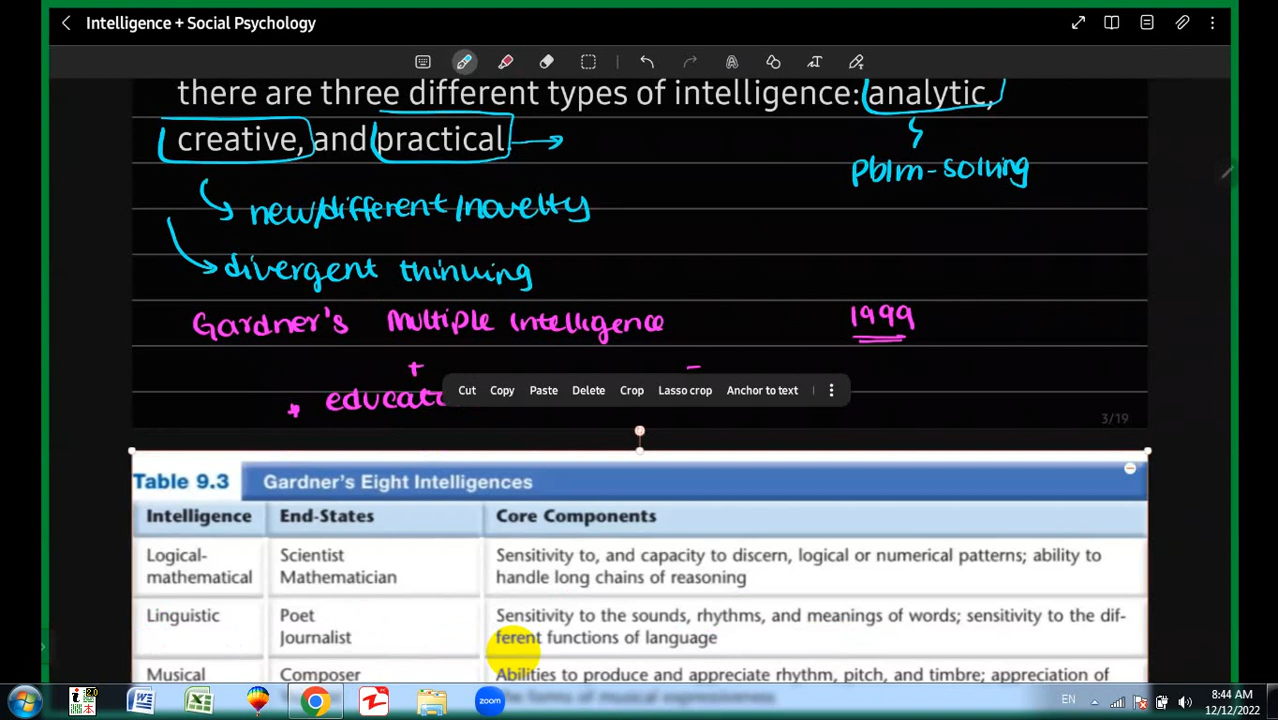 Intelligence + Social Psychology
there are three different types of intelligence: analytic,
creative, and practical
pblm-solving
new/different/novelty
divergent thinking
Gardner's Multiple Intelligence 1999
+ -
Cut Copy Paste Delete Crop Lasso crop Anchor to text
3/19
Table 9.3 Gardner's Eight Intelligences
Intelligence End-States Core Components
Logical- Scientist Sensitivity to, and capacity to discern, logical or numerical patterns; ability to
mathematical Mathematician handle long chains of reasoning
Linguistic Poet Sensitivity to the sounds, rhythms, and meanings of words; sensitivity to the dif-
Journalist ferent functions of language
Musical Composer Abilities to produce and appreciate rhythm, pitch, and timbre; appreciation of
zoom
EN 8:44 AM
12/12/2022